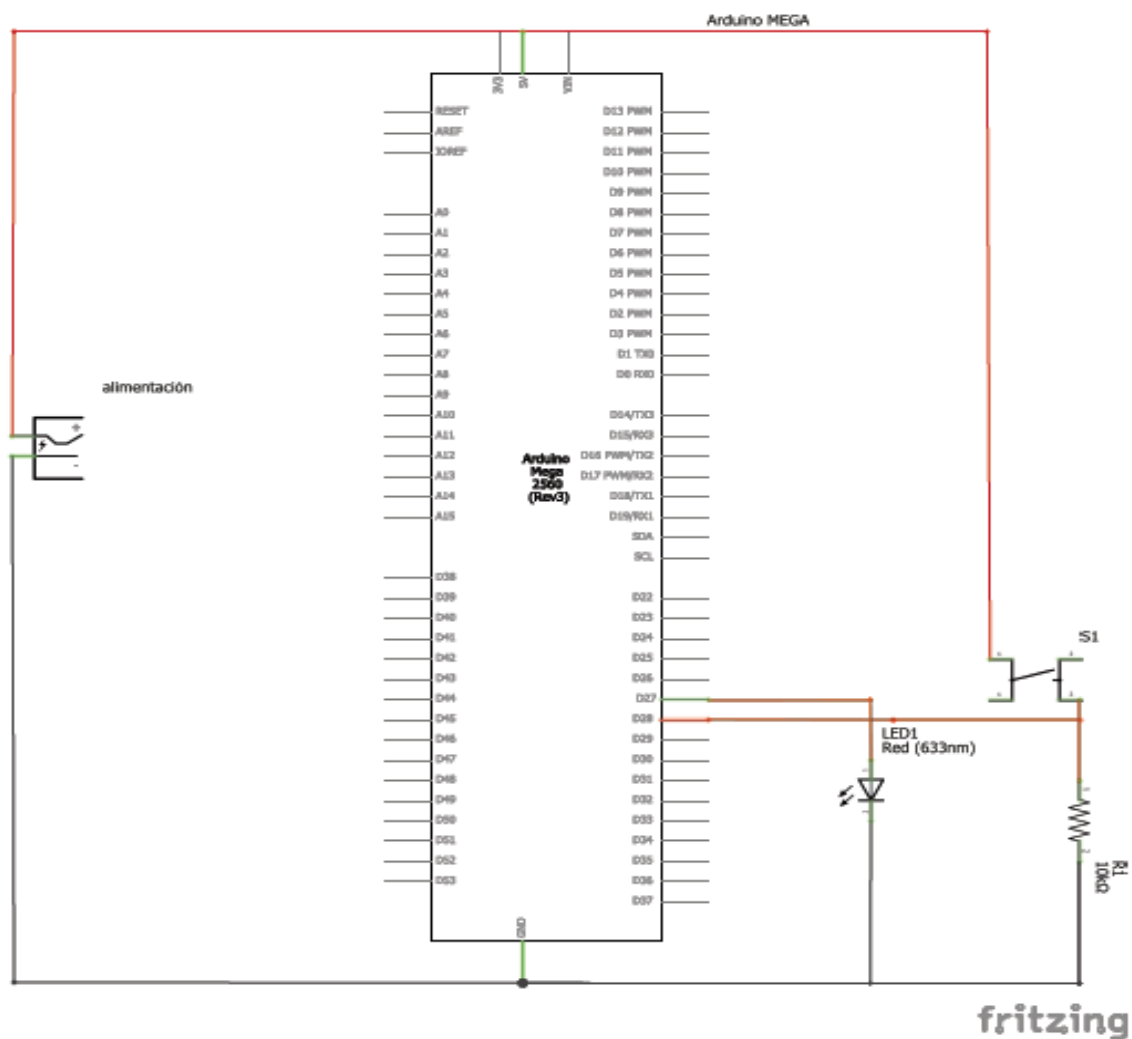 Arduino MEGA
3V3
5V
VIN
RESET
AREF
IOREF
A0
A1
A2
A3
A4
A5
A6
A7
A8
A9
A10
A11
A12
A13
A14
A15
D38
D39
D40
D41
D42
D43
D44
D45
D46
D47
D48
D49
D50
D51
D52
D53
alimentación
+
-
Arduino
Mega
2560
(Rev3)
D13 PWM
D12 PWM
D11 PWM
D10 PWM
D9 PWM
D8 PWM
D7 PWM
D6 PWM
D5 PWM
D4 PWM
D2 PWM
D3 PWM
D1 TX0
D0 RX0
D14/TX3
D15/RX3
D16 PWM/TX2
D17 PWM/RX2
D18/TX1
D19/RX1
SDA
SCL
D22
D23
D24
D25
D26
D27
D28
D29
D30
D31
D32
D33
D34
D35
D36
D37
GND
S1
LED1
Red (633nm)
R1
10kΩ
fritzing